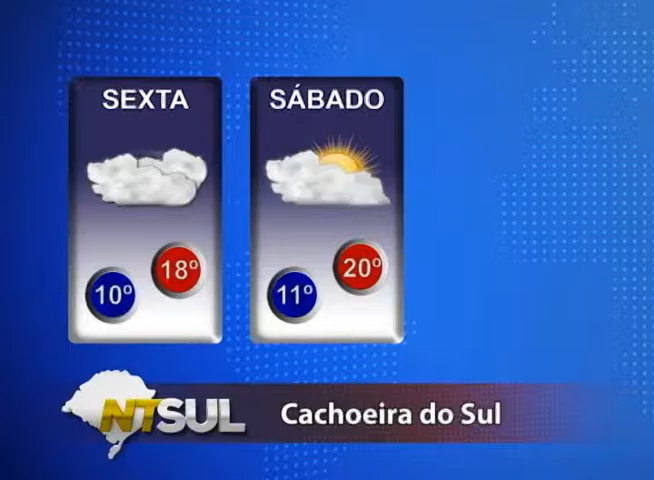 SEXTA
10º
18º
SÁBADO
11º
20º
NTSUL
Cachoeira do Sul